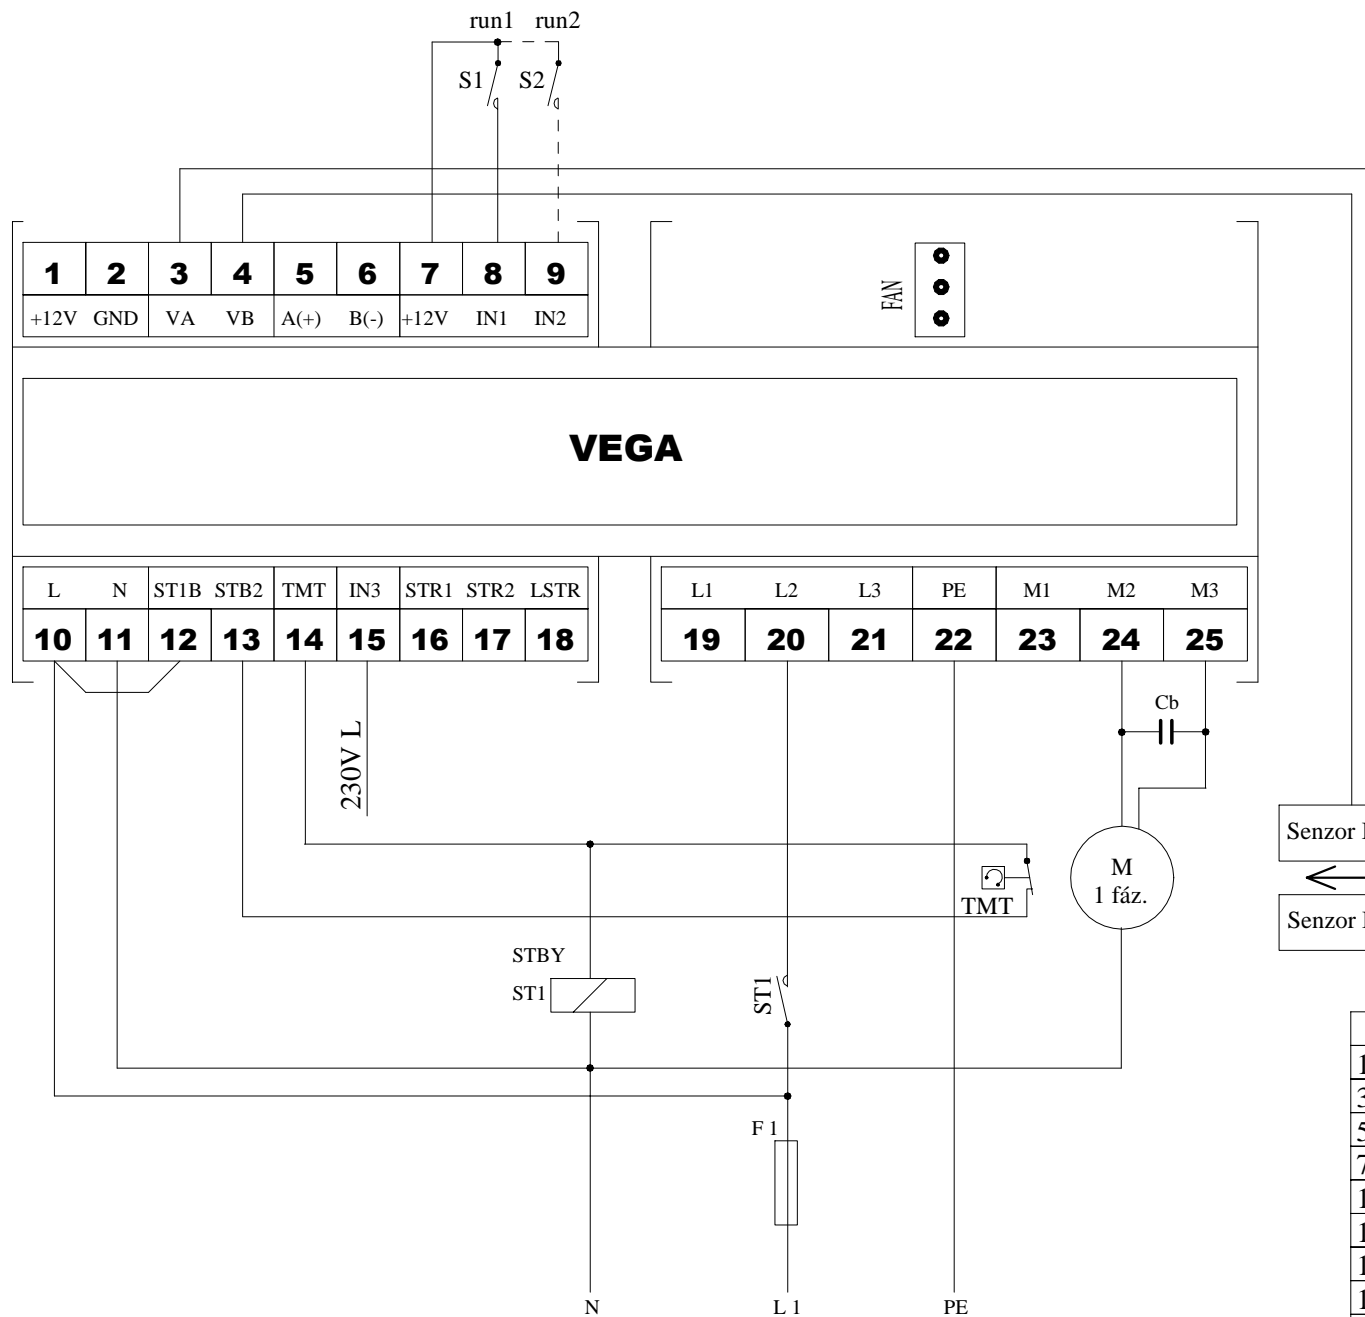 run1 run2
S1 S2
1 2 3 4 5 6 7 8 9
+12V GND VA VB A(+) B(-) +12V IN1 IN2
FAN
VEGA
L N ST1B STB2 TMT IN3 STR1 STR2 LSTR
10 11 12 13 14 15 16 17 18
L1 L2 L3 PE M1 M2 M3
19 20 21 22 23 24 25
Cb
230V L
Senzor
M
1 fáz.
TMT
Senzor
STBY
ST1
ST1
F 1
N L 1 PE